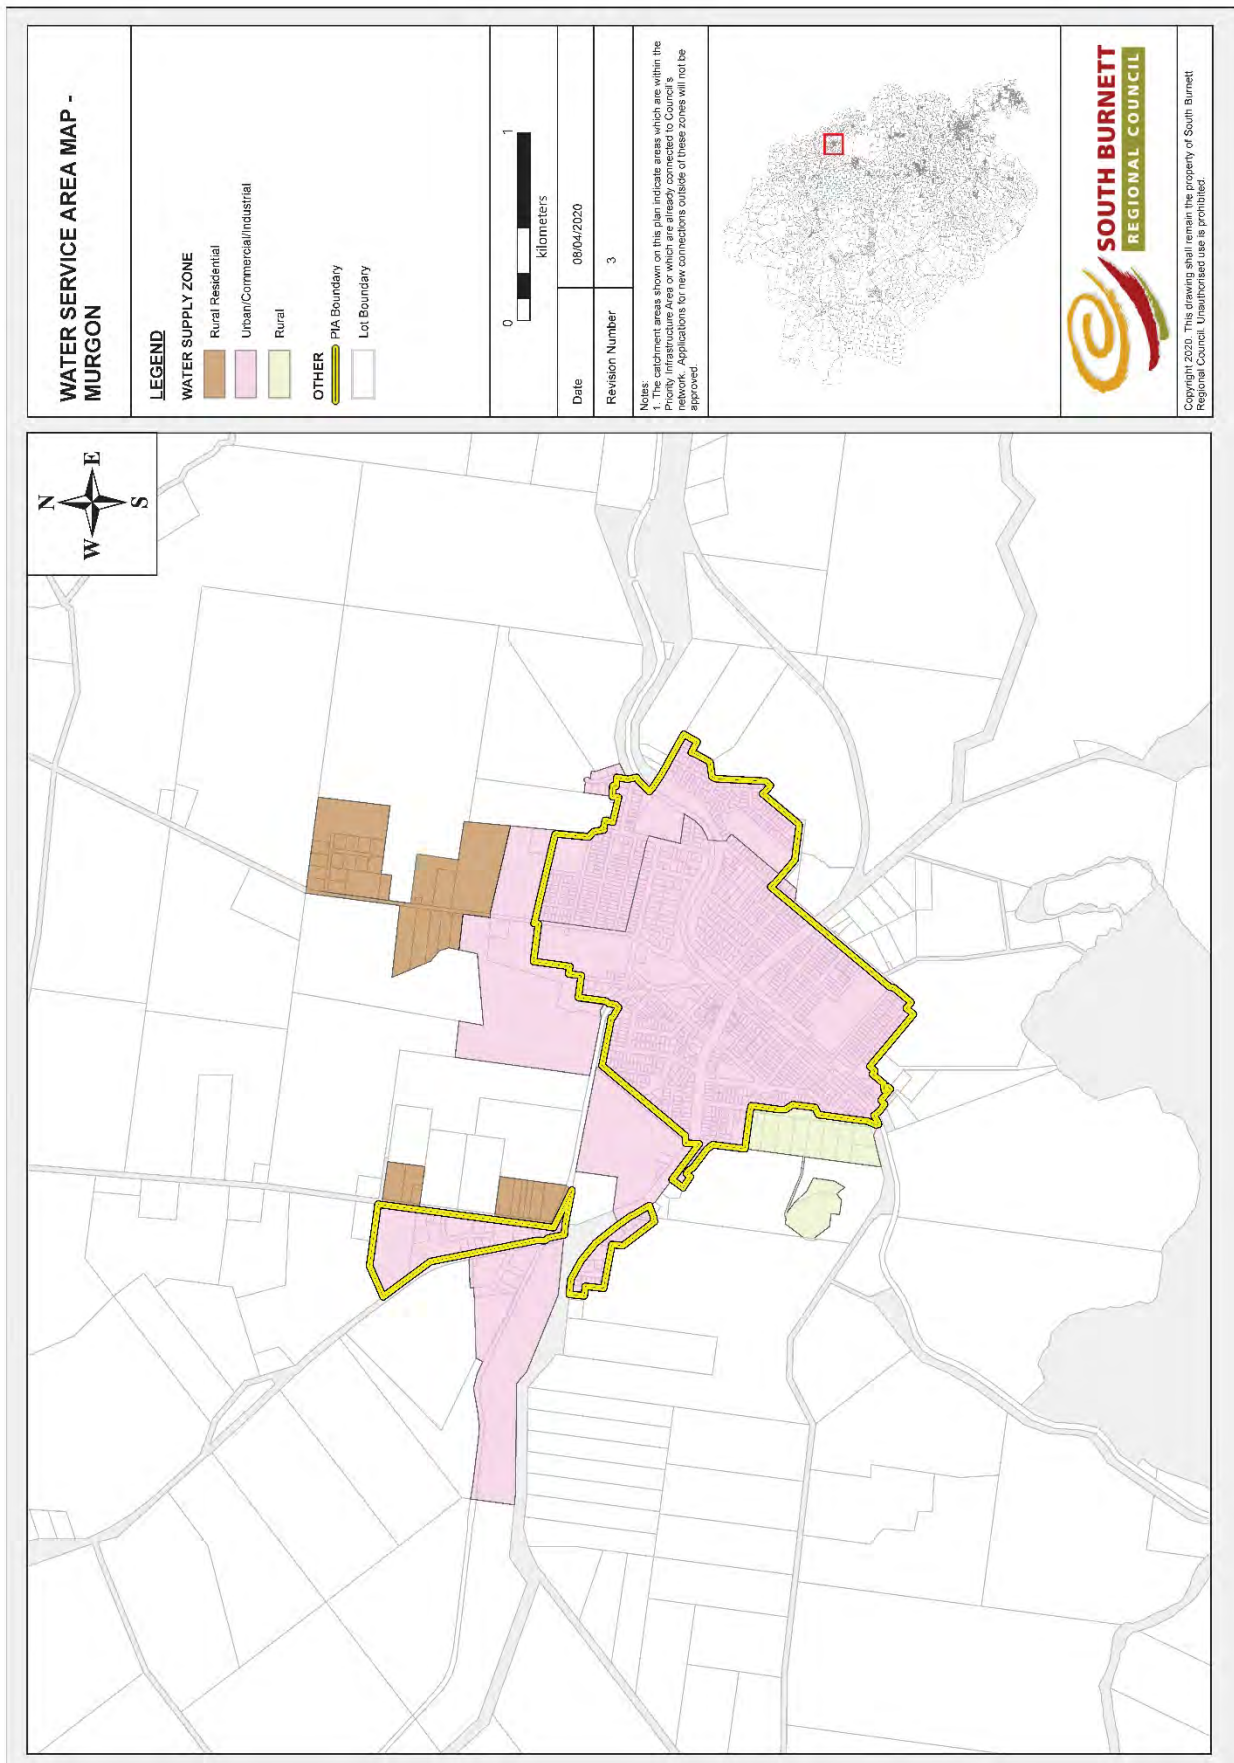 WATER SERVICE AREA MAP -
MURGON
LEGEND
WATER SUPPLY ZONE
Rural Residential
Urban/Commercial/Industrial
Rural
OTHER
PIA Boundary
Lot Boundary
0 1
kilometers
Date 08/04/2020
Revision Number 3
Notes:
1. The catchment areas shown on this plan indicate areas which are within the
Priority Infrastructure Area or which are already connected to Council's
network. Applications for new connections outside of these zones will not be
approved.
SOUTH BURNETT
REGIONAL COUNCIL
Copyright 2020. This drawing shall remain the property of South Burnett
Regional Council. Unauthorised use is prohibited.
N
W E
S